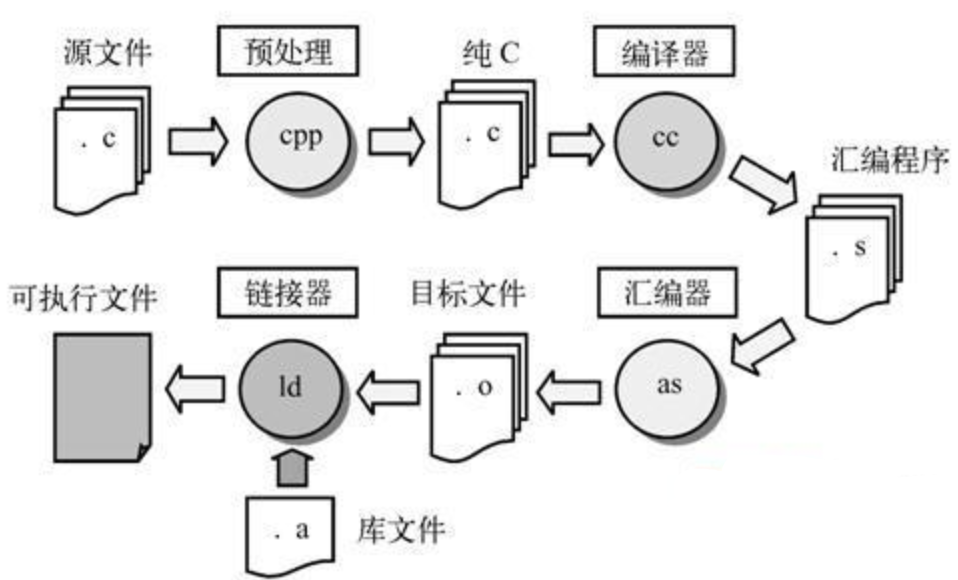 源文件
预处理
纯 C
编译器
. c
cpp
. c
cc
汇编程序
. s
可执行文件
链接器
目标文件
汇编器
ld
. o
as
. a
库文件